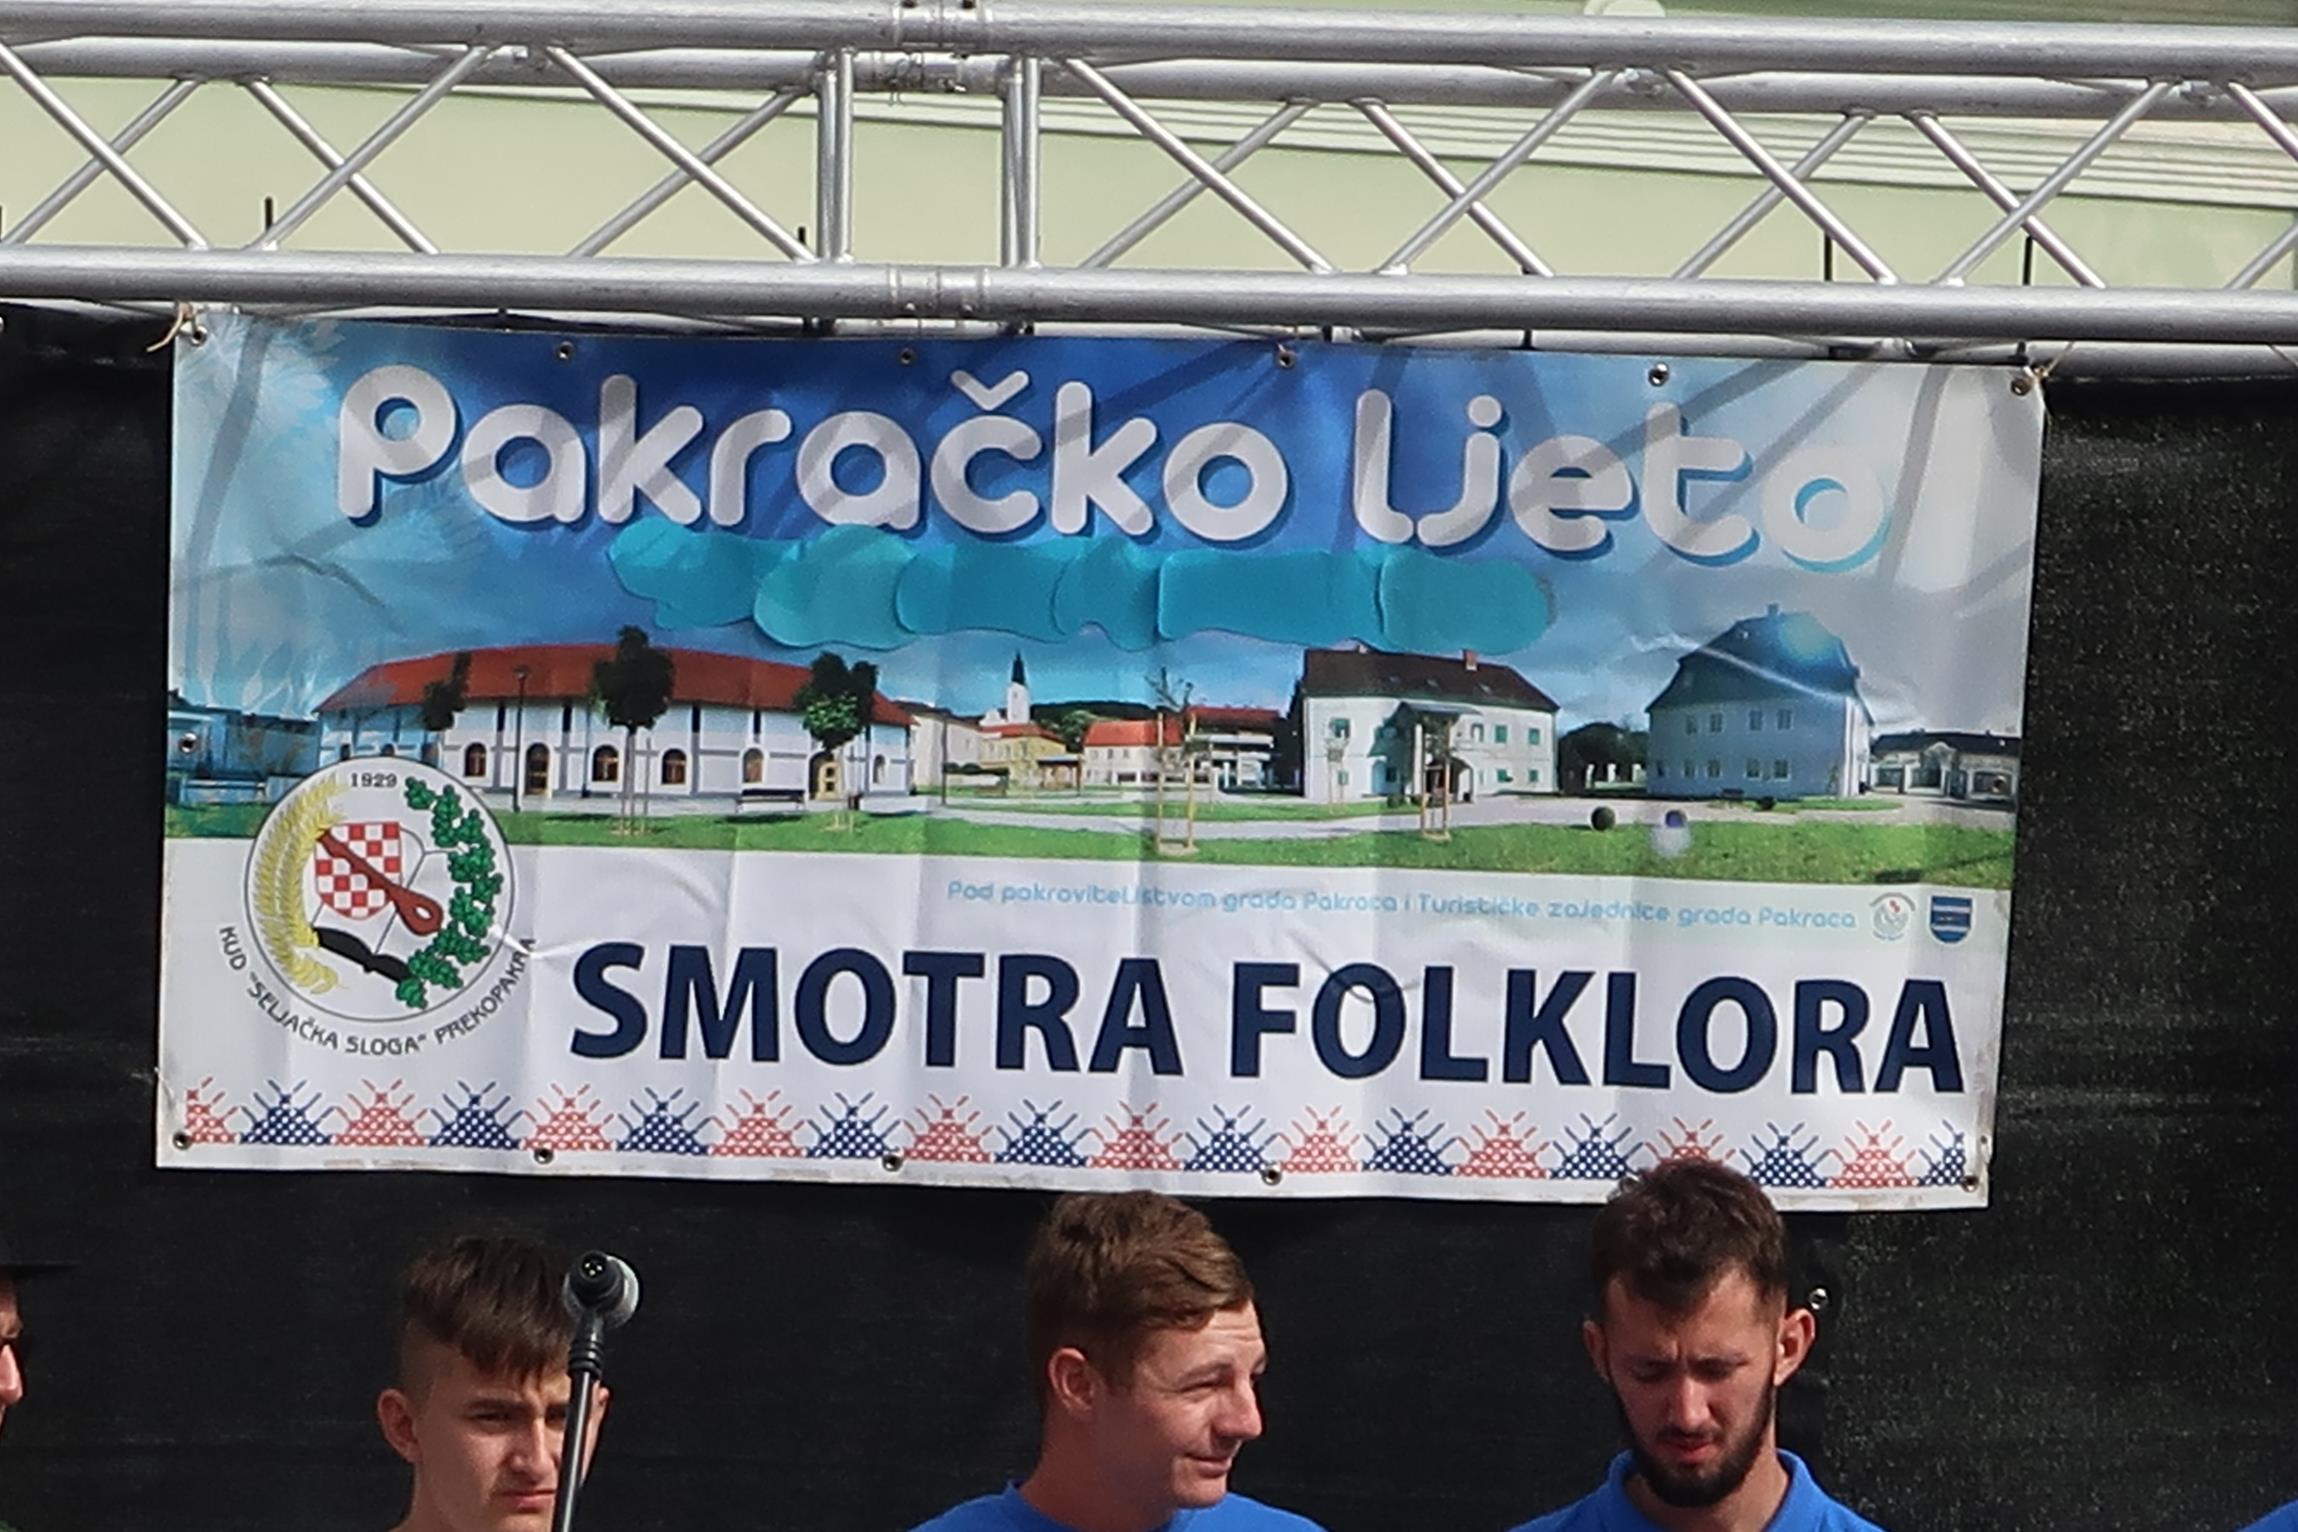 Pakračko ljeto
Pod pokroviteljstvom grada Pakraca i Turističke zajednice grada Pakraca
1929
KUD "SELJAČKA SLOGA" PREKOPAKRA
SMOTRA FOLKLORA